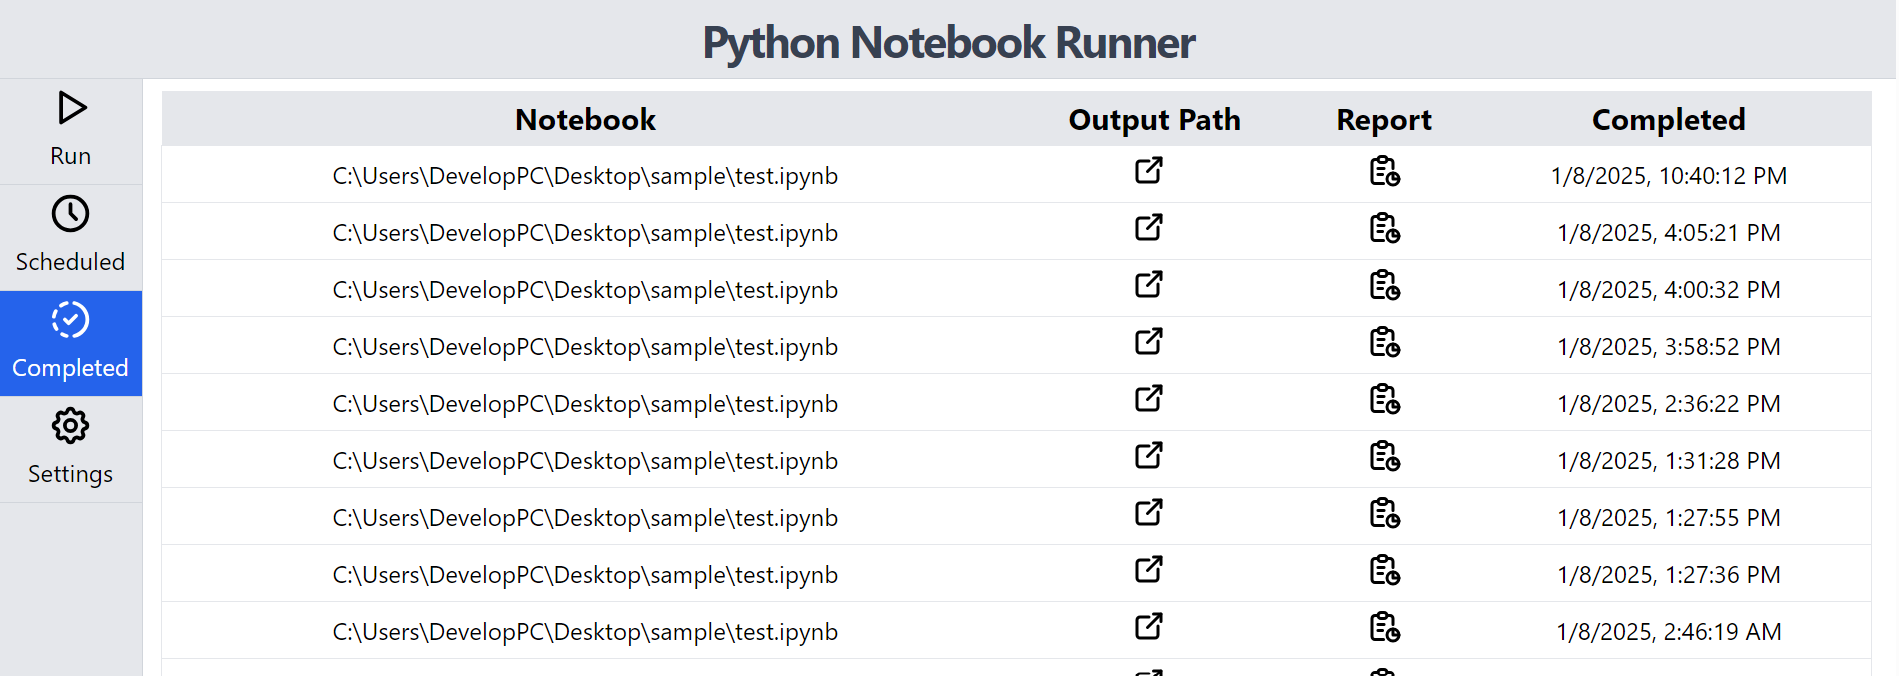 Python Notebook Runner
Run
Scheduled
Completed
Settings
Notebook Output Path Report Completed
C:\Users\DevelopPC\Desktop\sample\test.ipynb 1/8/2025, 10:40:12 PM
C:\Users\DevelopPC\Desktop\sample\test.ipynb 1/8/2025, 4:05:21 PM
C:\Users\DevelopPC\Desktop\sample\test.ipynb 1/8/2025, 4:00:32 PM
C:\Users\DevelopPC\Desktop\sample\test.ipynb 1/8/2025, 3:58:52 PM
C:\Users\DevelopPC\Desktop\sample\test.ipynb 1/8/2025, 2:36:22 PM
C:\Users\DevelopPC\Desktop\sample\test.ipynb 1/8/2025, 1:31:28 PM
C:\Users\DevelopPC\Desktop\sample\test.ipynb 1/8/2025, 1:27:55 PM
C:\Users\DevelopPC\Desktop\sample\test.ipynb 1/8/2025, 1:27:36 PM
C:\Users\DevelopPC\Desktop\sample\test.ipynb 1/8/2025, 2:46:19 AM